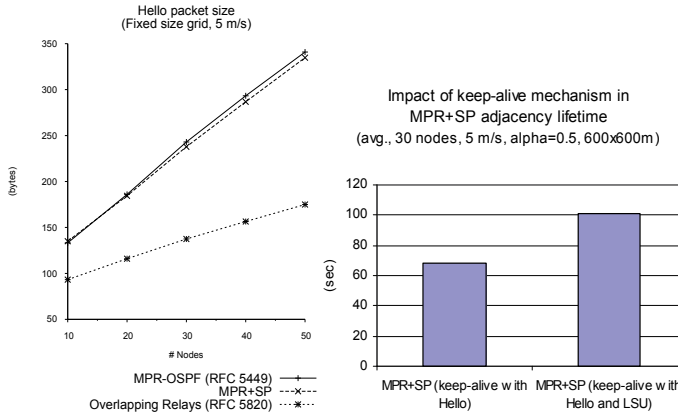 Hello packet size
(Fixed size grid, 5 m/s)
350
300
250
200
150
100
50
(bytes)
10
20
30
40
50
# Nodes
MPR-OSPF (RFC 5449)
MPR+SP
Overlapping Relays (RFC 5820)
Impact of keep-alive mechanism in
MPR+SP adjacency lifetime
(avg., 30 nodes, 5 m/s, alpha=0.5, 600x600m)
120
100
80
60
40
20
0
(sec)
MPR+SP (keep-alive with
Hello)
MPR+SP (keep-alive with
Hello and LSU)